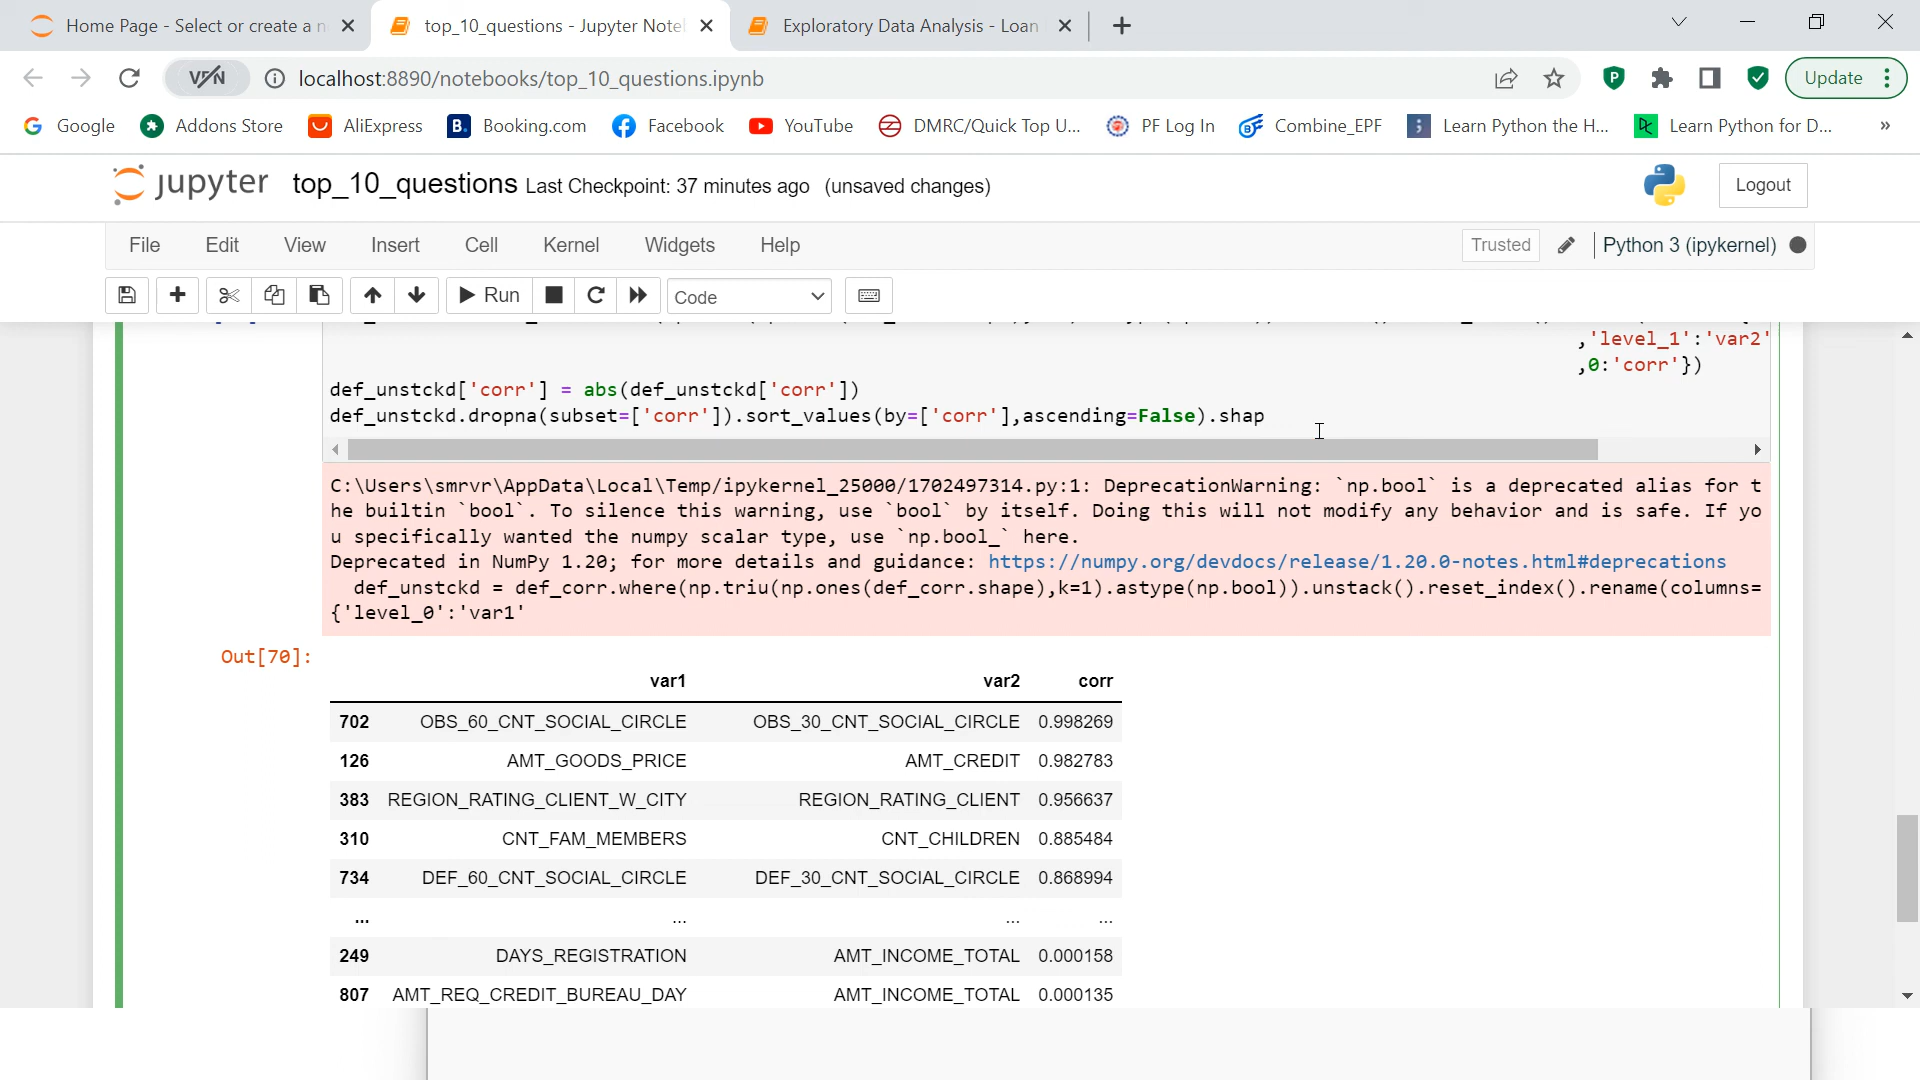 Home Page - Select or create a n
top_10_questions - Jupyter Note
Exploratory Data Analysis - Loan
VPN
localhost:8890/notebooks/top_10_questions.ipynb
Update
Google
Addons Store
AliExpress
Booking.com
Facebook
YouTube
DMRC/Quick Top U...
PF Log In
Combine_EPF
Learn Python the H...
Learn Python for D...
»
jupyter top_10_questions Last Checkpoint: 37 minutes ago (unsaved changes)
Logout
File Edit View Insert Cell Kernel Widgets Help
Trusted
Python 3 (ipykernel)
Run
Code
,'level_1':'var2'
,0:'corr'})
def_unstckd['corr'] = abs(def_unstckd['corr'])
def_unstckd.dropna(subset=['corr']).sort_values(by=['corr'],ascending=False).shap
C:\Users\smrvr\AppData\Local\Temp/ipykernel_25000/1702497314.py:1: DeprecationWarning: `np.bool` is a deprecated alias for t
he builtin `bool`. To silence this warning, use `bool` by itself. Doing this will not modify any behavior and is safe. If yo
u specifically wanted the numpy scalar type, use `np.bool_` here.
Deprecated in NumPy 1.20; for more details and guidance: https://numpy.org/devdocs/release/1.20.0-notes.html#deprecations
def_unstckd = def_corr.where(np.triu(np.ones(def_corr.shape),k=1).astype(np.bool)).unstack().reset_index().rename(columns=
{'level_0':'var1'
Out[70]:
var1 var2 corr
702 OBS_60_CNT_SOCIAL_CIRCLE OBS_30_CNT_SOCIAL_CIRCLE 0.998269
126 AMT_GOODS_PRICE AMT_CREDIT 0.982783
383 REGION_RATING_CLIENT_W_CITY REGION_RATING_CLIENT 0.956637
310 CNT_FAM_MEMBERS CNT_CHILDREN 0.885484
734 DEF_60_CNT_SOCIAL_CIRCLE DEF_30_CNT_SOCIAL_CIRCLE 0.868994
... ... ... ...
249 DAYS_REGISTRATION AMT_INCOME_TOTAL 0.000158
807 AMT_REQ_CREDIT_BUREAU_DAY AMT_INCOME_TOTAL 0.000135